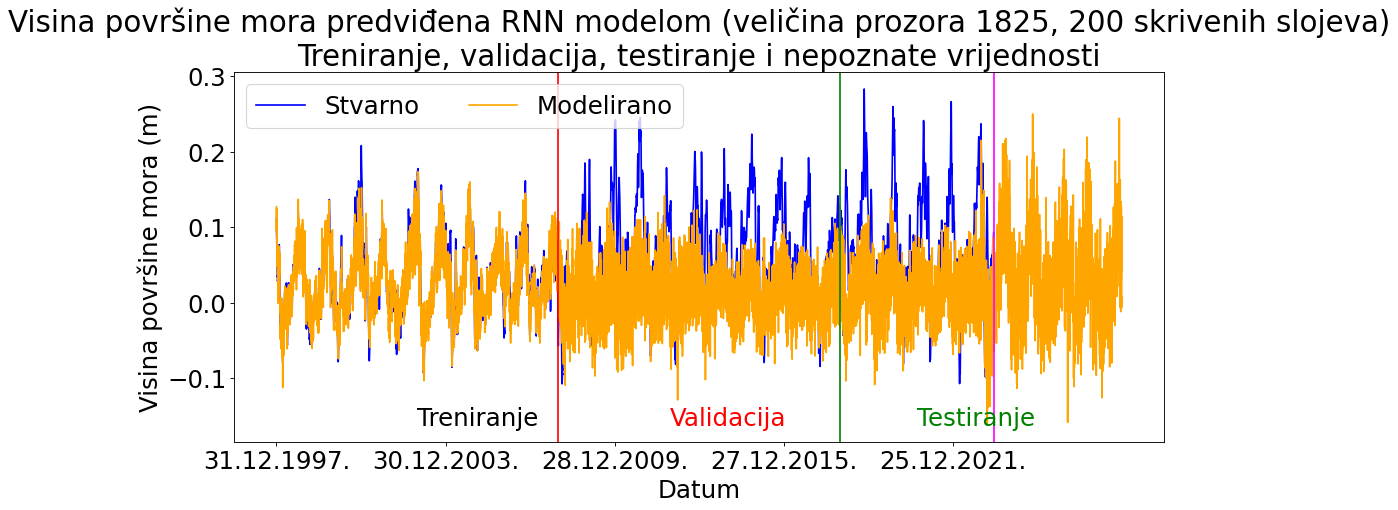 Visina površine mora predviđena RNN modelom (veličina prozora 1825, 200 skrivenih slojeva)
Treniranje, validacija, testiranje i nepoznate vrijednosti
Stvarno Modelirano
Visina površine mora (m)
0.3
0.2
0.1
0.0
−0.1
Treniranje Validacija Testiranje
31.12.1997. 30.12.2003. 28.12.2009. 27.12.2015. 25.12.2021.
Datum